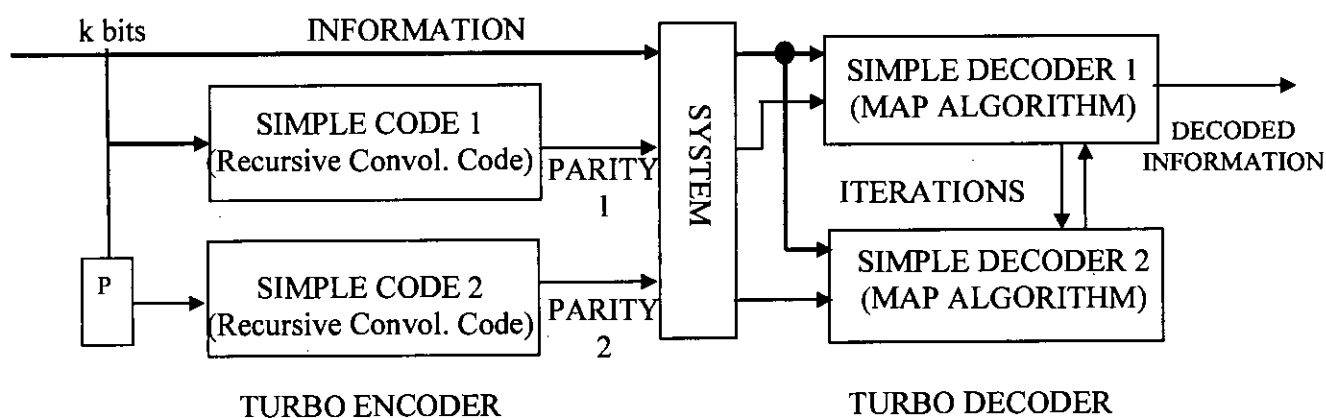 k bits
INFORMATION
SIMPLE CODE 1
(Recursive Convol. Code)
PARITY
1
P
SIMPLE CODE 2
(Recursive Convol. Code)
PARITY
2
SYSTEM
SIMPLE DECODER 1
(MAP ALGORITHM)
DECODED
INFORMATION
ITERATIONS
SIMPLE DECODER 2
(MAP ALGORITHM)
TURBO ENCODER
TURBO DECODER